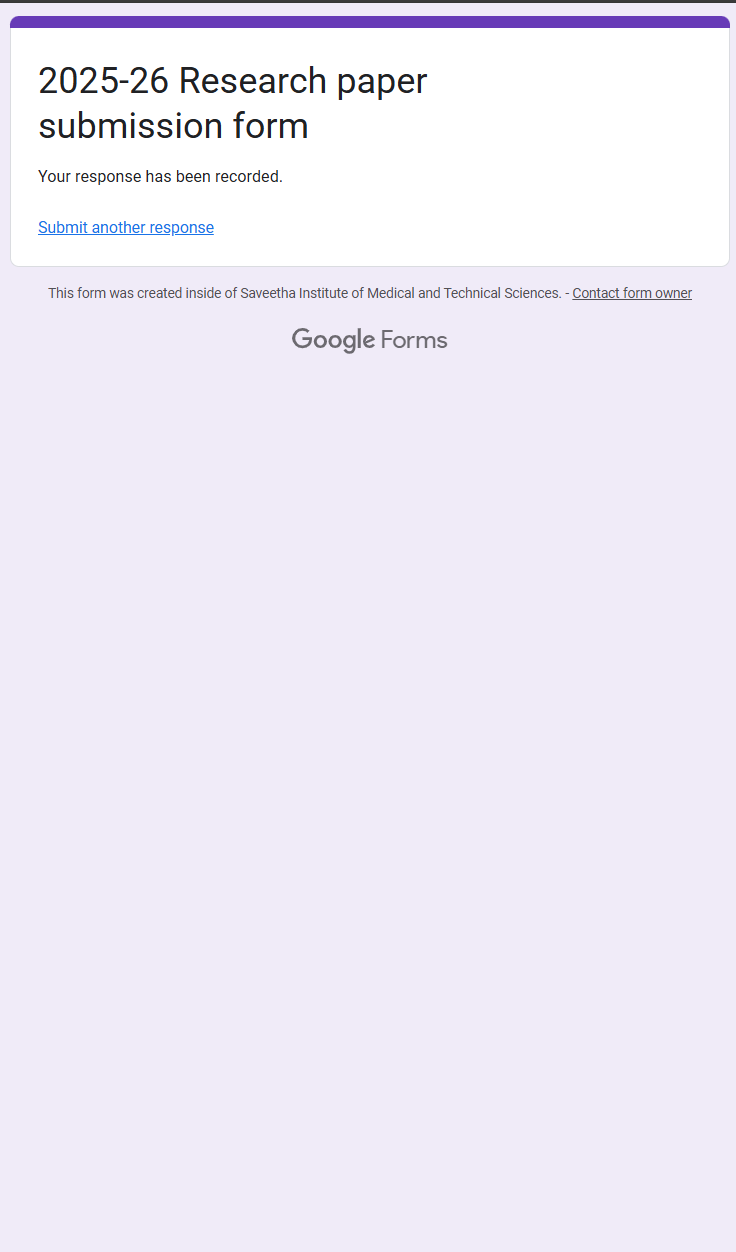 2025-26 Research paper
submission form
Your response has been recorded.
Submit another response
This form was created inside of Saveetha Institute of Medical and Technical Sciences. - Contact form owner
Google Forms